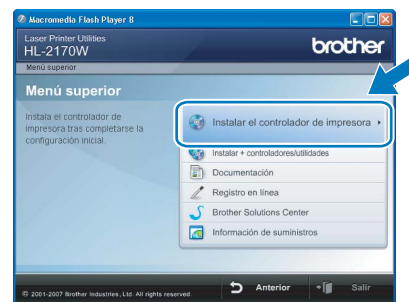 Macromedia Flash Player 8
Laser Printer Utilities
HL-2170W
brother
Menú superior
Menú superior
Instala el controlador de
impresora tras completarse la
configuración inicial.
Instalar el controlador de impresora
Instalar + controladores/utilidades
Documentación
Registro en línea
Brother Solutions Center
Información de suministros
© 2001-2007 Brother Industries, Ltd. All rights reserved.
Anterior
Salir